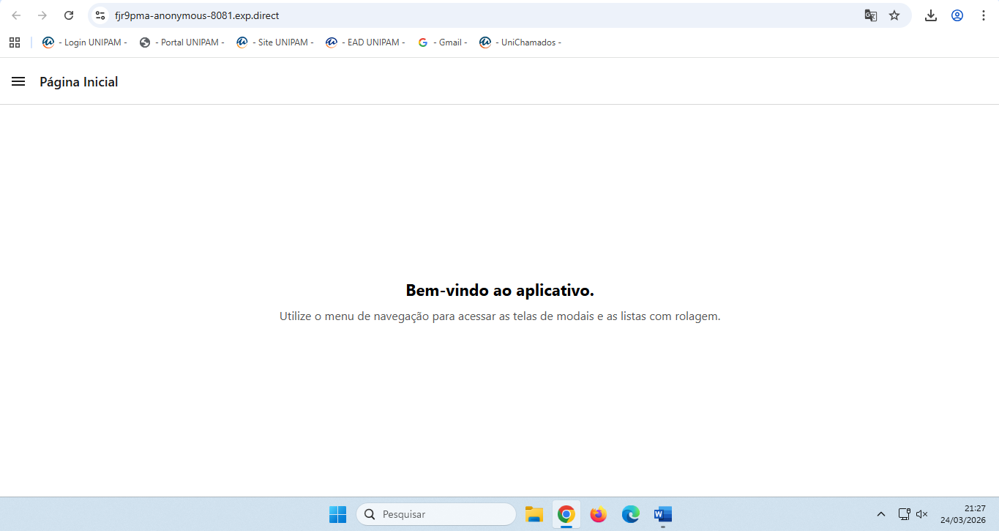 fjr9pma-anonymous-8081.exp.direct
- Login UNIPAM - - Portal UNIPAM - - Site UNIPAM - - EAD UNIPAM - - Gmail - - UniChamados -
Página Inicial
Bem-vindo ao aplicativo.
Utilize o menu de navegação para acessar as telas de modais e as listas com rolagem.
Pesquisar
21:27
24/03/2026